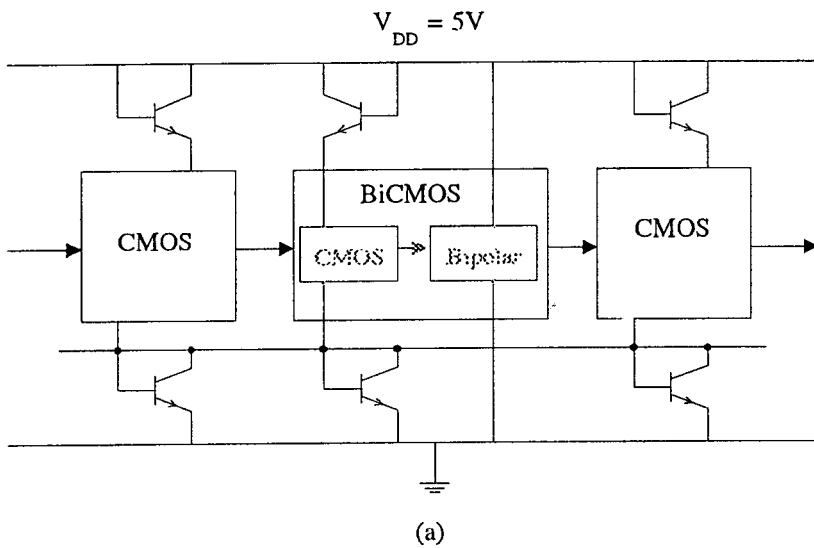 V_DD = 5V
BiCMOS
CMOS
CMOS
CMOS
Bipolar
(a)